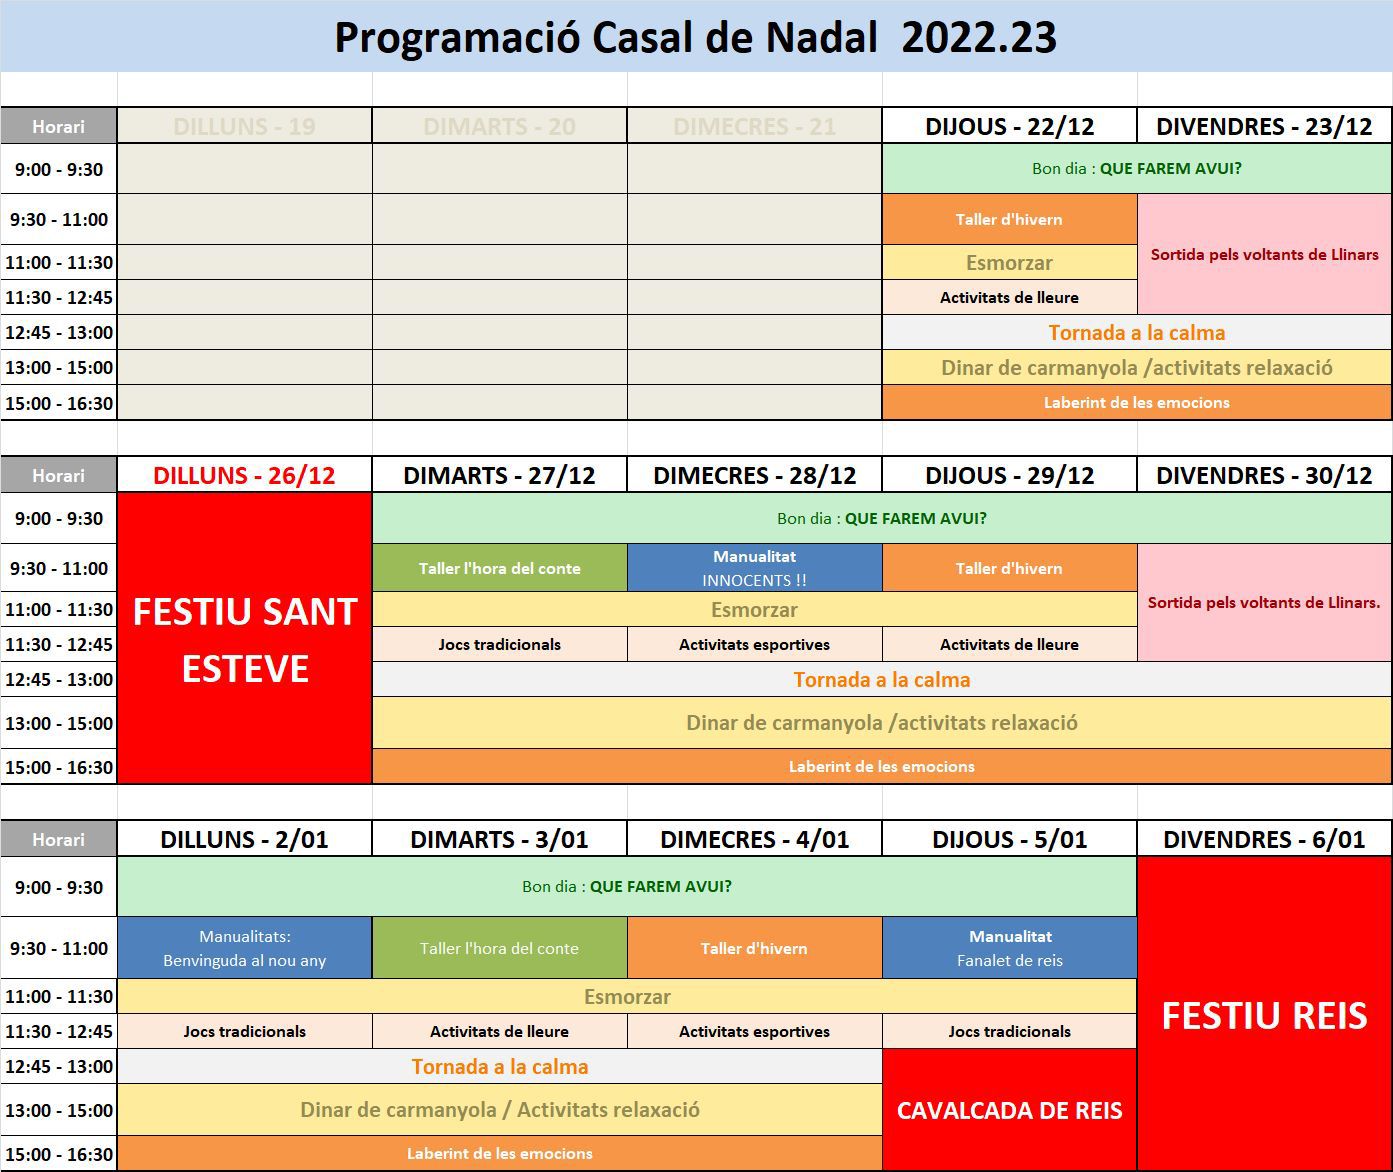 Programació Casal de Nadal 2022.23
Horari DILLUNS - 19 DIMARTS - 20 DIMECRES - 21 DIJOUS - 22/12 DIVENDRES - 23/12
9:00 - 9:30 Bon dia : QUE FAREM AVUI?
9:30 - 11:00 Taller d'hivern
Sortida pels voltants de Llinars
11:00 - 11:30 Esmorzar
11:30 - 12:45 Activitats de lleure
12:45 - 13:00 Tornada a la calma
13:00 - 15:00 Dinar de carmanyola /activitats relaxació
15:00 - 16:30 Laberint de les emocions
Horari DILLUNS - 26/12 DIMARTS - 27/12 DIMECRES - 28/12 DIJOUS - 29/12 DIVENDRES - 30/12
FESTIU SANT
ESTEVE
9:00 - 9:30 Bon dia : QUE FAREM AVUI?
9:30 - 11:00 Taller l'hora del conte Manualitat Taller d'hivern
INNOCENTS !!
Sortida pels voltants de Llinars.
11:00 - 11:30 Esmorzar
11:30 - 12:45 Jocs tradicionals Activitats esportives Activitats de lleure
12:45 - 13:00 Tornada a la calma
13:00 - 15:00 Dinar de carmanyola /activitats relaxació
15:00 - 16:30 Laberint de les emocions
Horari DILLUNS - 2/01 DIMARTS - 3/01 DIMECRES - 4/01 DIJOUS - 5/01 DIVENDRES - 6/01
9:00 - 9:30 Bon dia : QUE FAREM AVUI?
9:30 - 11:00 Manualitats: Taller l'hora del conte Taller d'hivern Manualitat
Benvinguda al nou any Fanalet de reis
11:00 - 11:30 Esmorzar
FESTIU REIS
11:30 - 12:45 Jocs tradicionals Activitats de lleure Activitats esportives Jocs tradicionals
12:45 - 13:00 Tornada a la calma
13:00 - 15:00 Dinar de carmanyola / Activitats relaxació CAVALCADA DE REIS
15:00 - 16:30 Laberint de les emocions